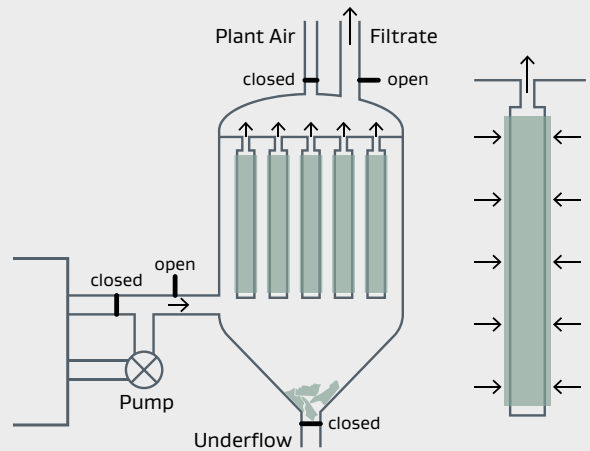 Plant Air
Filtrate
closed
open
open
closed
Pump
closed
Underflow